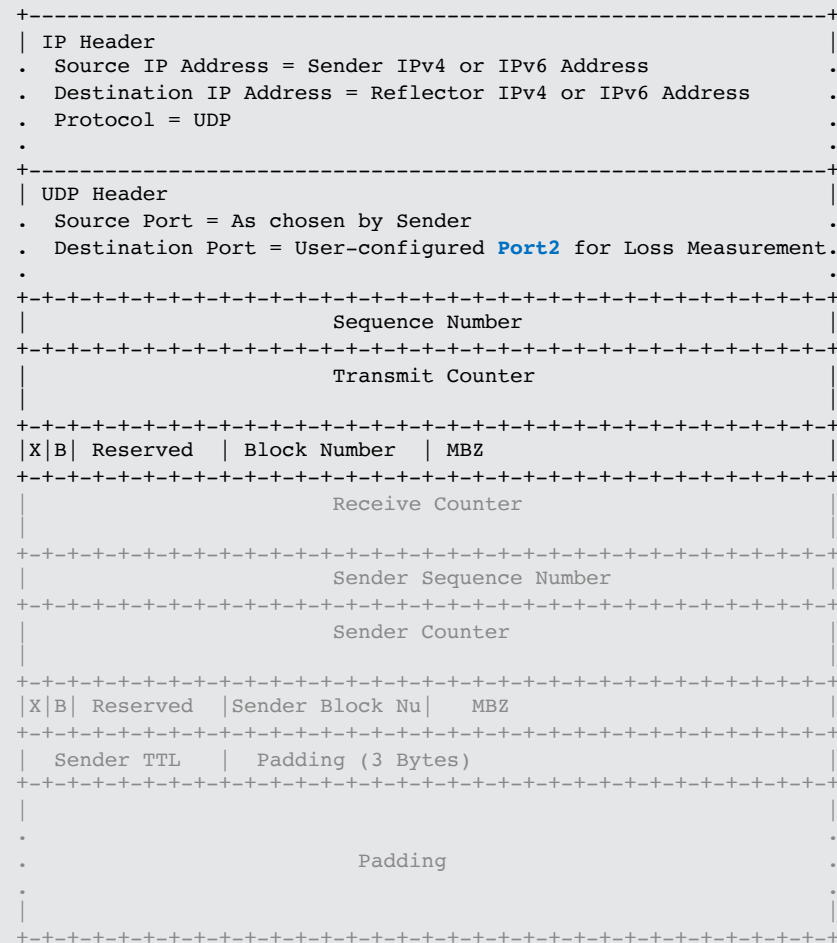 +---------------------------------------------------------------+
| IP Header |
. Source IP Address = Sender IPv4 or IPv6 Address .
. Destination IP Address = Reflector IPv4 or IPv6 Address .
. Protocol = UDP .
. .
+---------------------------------------------------------------+
| UDP Header |
. Source Port = As chosen by Sender .
. Destination Port = User-configured Port2 for Loss Measurement.
. .
+-+-+-+-+-+-+-+-+-+-+-+-+-+-+-+-+-+-+-+-+-+-+-+-+-+-+-+-+-+-+-+-+
| Sequence Number |
+-+-+-+-+-+-+-+-+-+-+-+-+-+-+-+-+-+-+-+-+-+-+-+-+-+-+-+-+-+-+-+-+
| Transmit Counter |
| |
+-+-+-+-+-+-+-+-+-+-+-+-+-+-+-+-+-+-+-+-+-+-+-+-+-+-+-+-+-+-+-+-+
|X|B| Reserved | Block Number | MBZ |
+-+-+-+-+-+-+-+-+-+-+-+-+-+-+-+-+-+-+-+-+-+-+-+-+-+-+-+-+-+-+-+-+
| Receive Counter |
| |
+-+-+-+-+-+-+-+-+-+-+-+-+-+-+-+-+-+-+-+-+-+-+-+-+-+-+-+-+-+-+-+-+
| Sender Sequence Number |
+-+-+-+-+-+-+-+-+-+-+-+-+-+-+-+-+-+-+-+-+-+-+-+-+-+-+-+-+-+-+-+-+
| Sender Counter |
| |
+-+-+-+-+-+-+-+-+-+-+-+-+-+-+-+-+-+-+-+-+-+-+-+-+-+-+-+-+-+-+-+-+
|X|B| Reserved |Sender Block Nu| MBZ |
+-+-+-+-+-+-+-+-+-+-+-+-+-+-+-+-+-+-+-+-+-+-+-+-+-+-+-+-+-+-+-+-+
| Sender TTL | Padding (3 Bytes) |
+-+-+-+-+-+-+-+-+-+-+-+-+-+-+-+-+-+-+-+-+-+-+-+-+-+-+-+-+-+-+-+-+
| |
. .
. Padding .
. .
| |
+-+-+-+-+-+-+-+-+-+-+-+-+-+-+-+-+-+-+-+-+-+-+-+-+-+-+-+-+-+-+-+-+